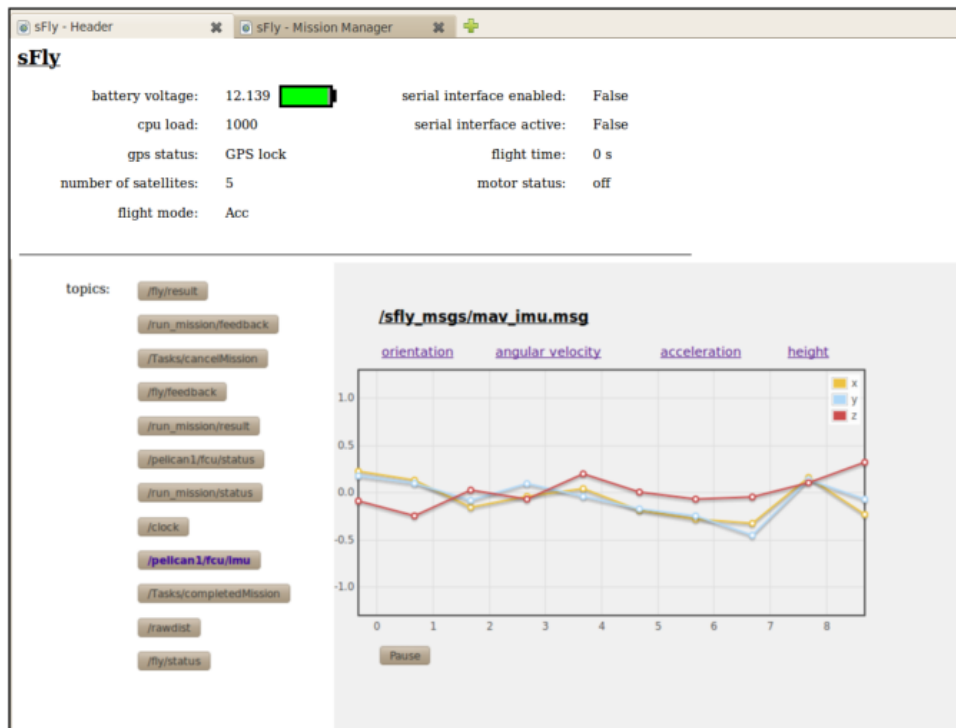 sFly - Header
sFly - Mission Manager
sFly
battery voltage: 12.139 serial interface enabled: False
cpu load: 1000 serial interface active: False
gps status: GPS lock flight time: 0 s
number of satellites: 5 motor status: off
flight mode: Acc
topics:
/fly/result
/run_mission/feedback
/Tasks/cancelMission
/fly/feedback
/run_mission/result
/pelican1/fcu/status
/run_mission/status
/clock
/pelican1/fcu/imu
/Tasks/completedMission
/rawdist
/fly/status
/sfly_msgs/mav_imu.msg
orientation angular velocity acceleration height
x
y
z
1.0
0.5
0.0
-0.5
-1.0
0 1 2 3 4 5 6 7 8
Pause